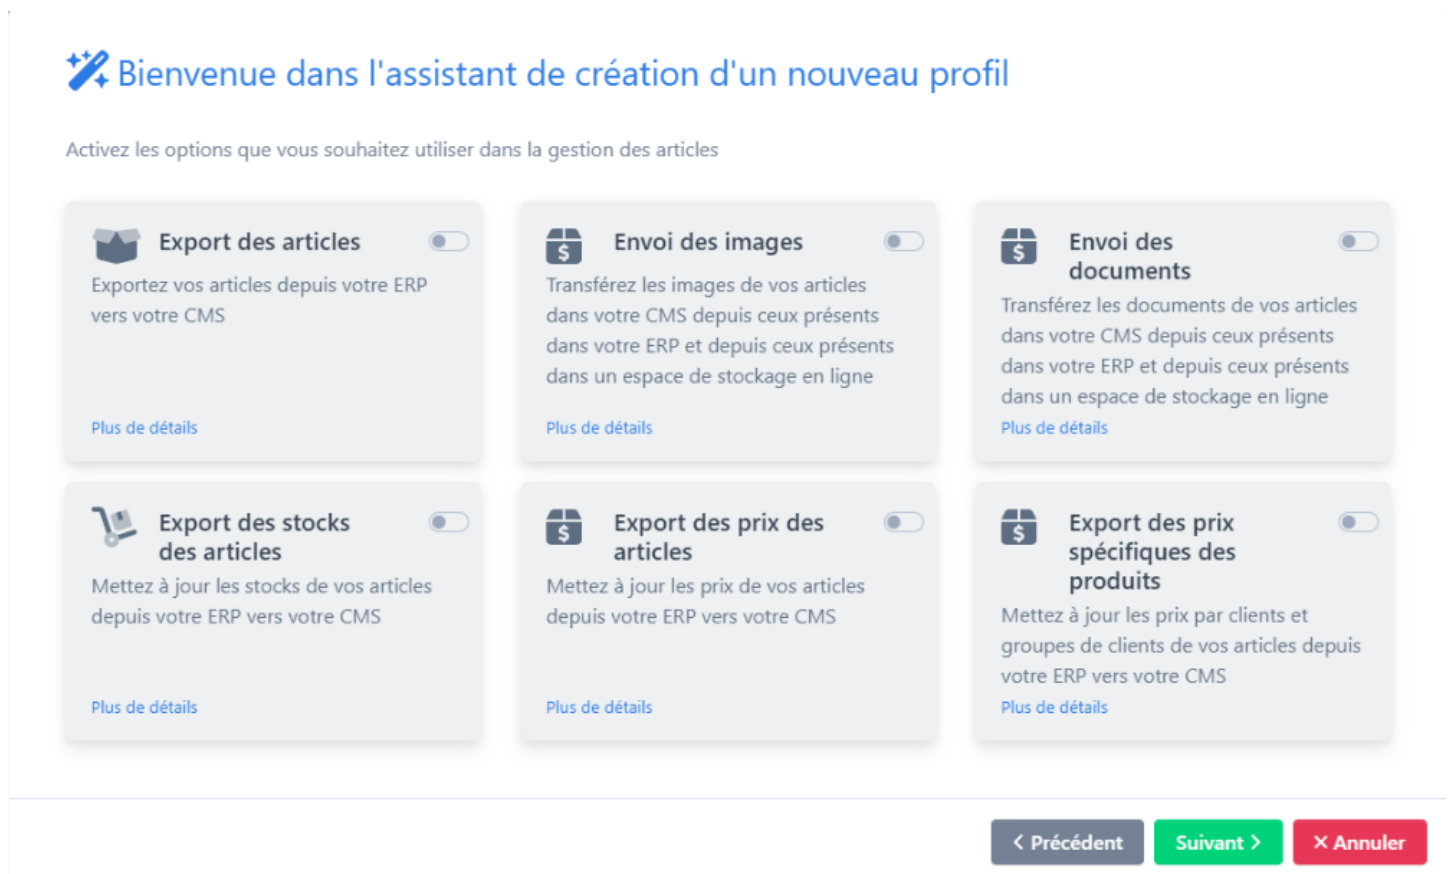 Bienvenue dans l'assistant de création d'un nouveau profil
Activez les options que vous souhaitez utiliser dans la gestion des articles
Export des articles
Exportez vos articles depuis votre ERP
vers votre CMS
Plus de détails
Envoi des images
Transférez les images de vos articles
dans votre CMS depuis ceux présents
dans votre ERP et depuis ceux présents
dans un espace de stockage en ligne
Plus de détails
Envoi des
documents
Transférez les documents de vos articles
dans votre CMS depuis ceux présents
dans votre ERP et depuis ceux présents
dans un espace de stockage en ligne
Plus de détails
Export des stocks
des articles
Mettez à jour les stocks de vos articles
depuis votre ERP vers votre CMS
Plus de détails
Export des prix des
articles
Mettez à jour les prix de vos articles
depuis votre ERP vers votre CMS
Plus de détails
Export des prix
spécifiques des
produits
Mettez à jour les prix par clients et
groupes de clients de vos articles depuis
votre ERP vers votre CMS
Plus de détails
Précédent
Suivant
Annuler